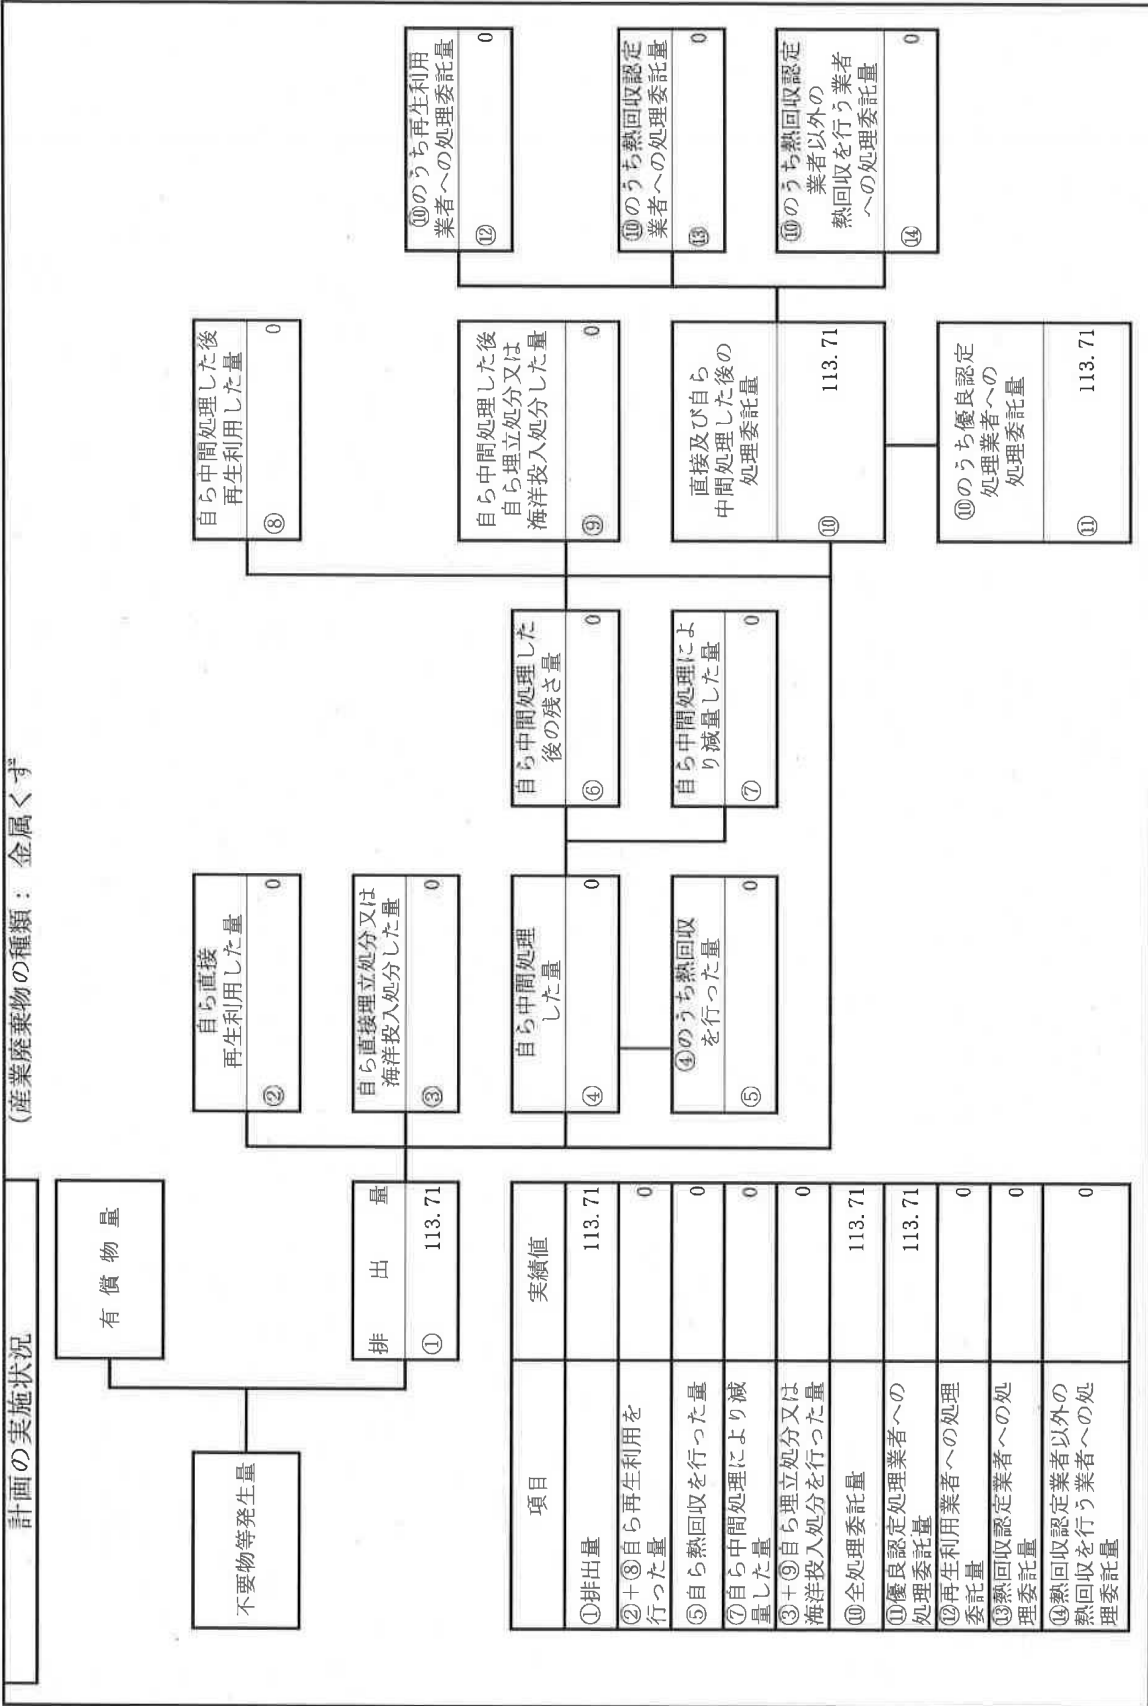 計画の実施状況
(産業廃棄物の種類： 金属くず
不要物等発生量
有償物量
排出量
① 113.71
自ら直接
再生利用した量
② 0
自ら直接埋立処分又は
海洋投入処分した量
③ 0
自ら中間処理
した量
④ 0
④のうち熱回収
を行った量
⑤ 0
自ら中間処理した
後の残さ量
⑥ 0
自ら中間処理によ
り減量した量
⑦ 0
自ら中間処理した後
再生利用した量
⑧ 0
自ら中間処理した後
自ら埋立処分又は
海洋投入処分した量
⑨ 0
直接及び自ら
中間処理した後の
処理委託量
⑩ 113.71
⑩のうち優良認定
処理業者への
処理委託量
⑪ 113.71
⑩のうち再生利用
業者への処理委託量
⑫ 0
⑩のうち熱回収認定
業者への処理委託量
⑬ 0
⑩のうち熱回収認定
業者以外の
熱回収を行う業者
への処理委託量
⑭ 0
項目 実績値
①排出量 113.71
②＋⑧自ら再生利用を
行った量 0
⑤自ら熱回収を行った量 0
⑦自ら中間処理により減
量した量 0
③＋⑨自ら埋立処分又は
海洋投入処分を行った量 0
⑩全処理委託量 113.71
⑪優良認定処理業者への
処理委託量 113.71
⑫再生利用業者への処理
委託量 0
⑬熱回収認定業者への処
理委託量 0
⑭熱回収認定業者以外の
熱回収を行う業者への処
理委託量 0